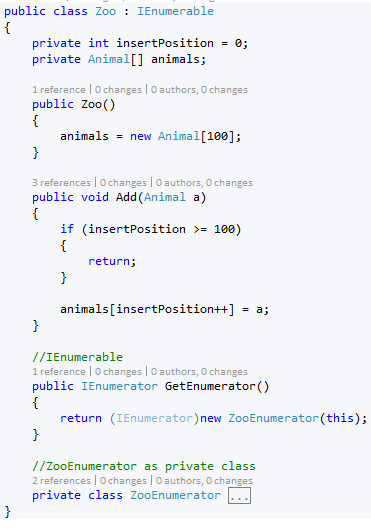 public class Zoo : IEnumerable
{
    private int insertPosition = 0;
    private Animal[] animals;
    1 reference | 0 changes | 0 authors, 0 changes
    public Zoo()
    {
        animals = new Animal[100];
    }
    3 references | 0 changes | 0 authors, 0 changes
    public void Add(Animal a)
    {
        if (insertPosition >= 100)
        {
            return;
        }
        animals[insertPosition++] = a;
    }
    //IEnumerable
    1 reference | 0 changes | 0 authors, 0 changes
    public IEnumerator GetEnumerator()
    {
        return (IEnumerator)new ZooEnumerator(this);
    }
    //ZooEnumerator as private class
    2 references | 0 changes | 0 authors, 0 changes
    private class ZooEnumerator ...
}